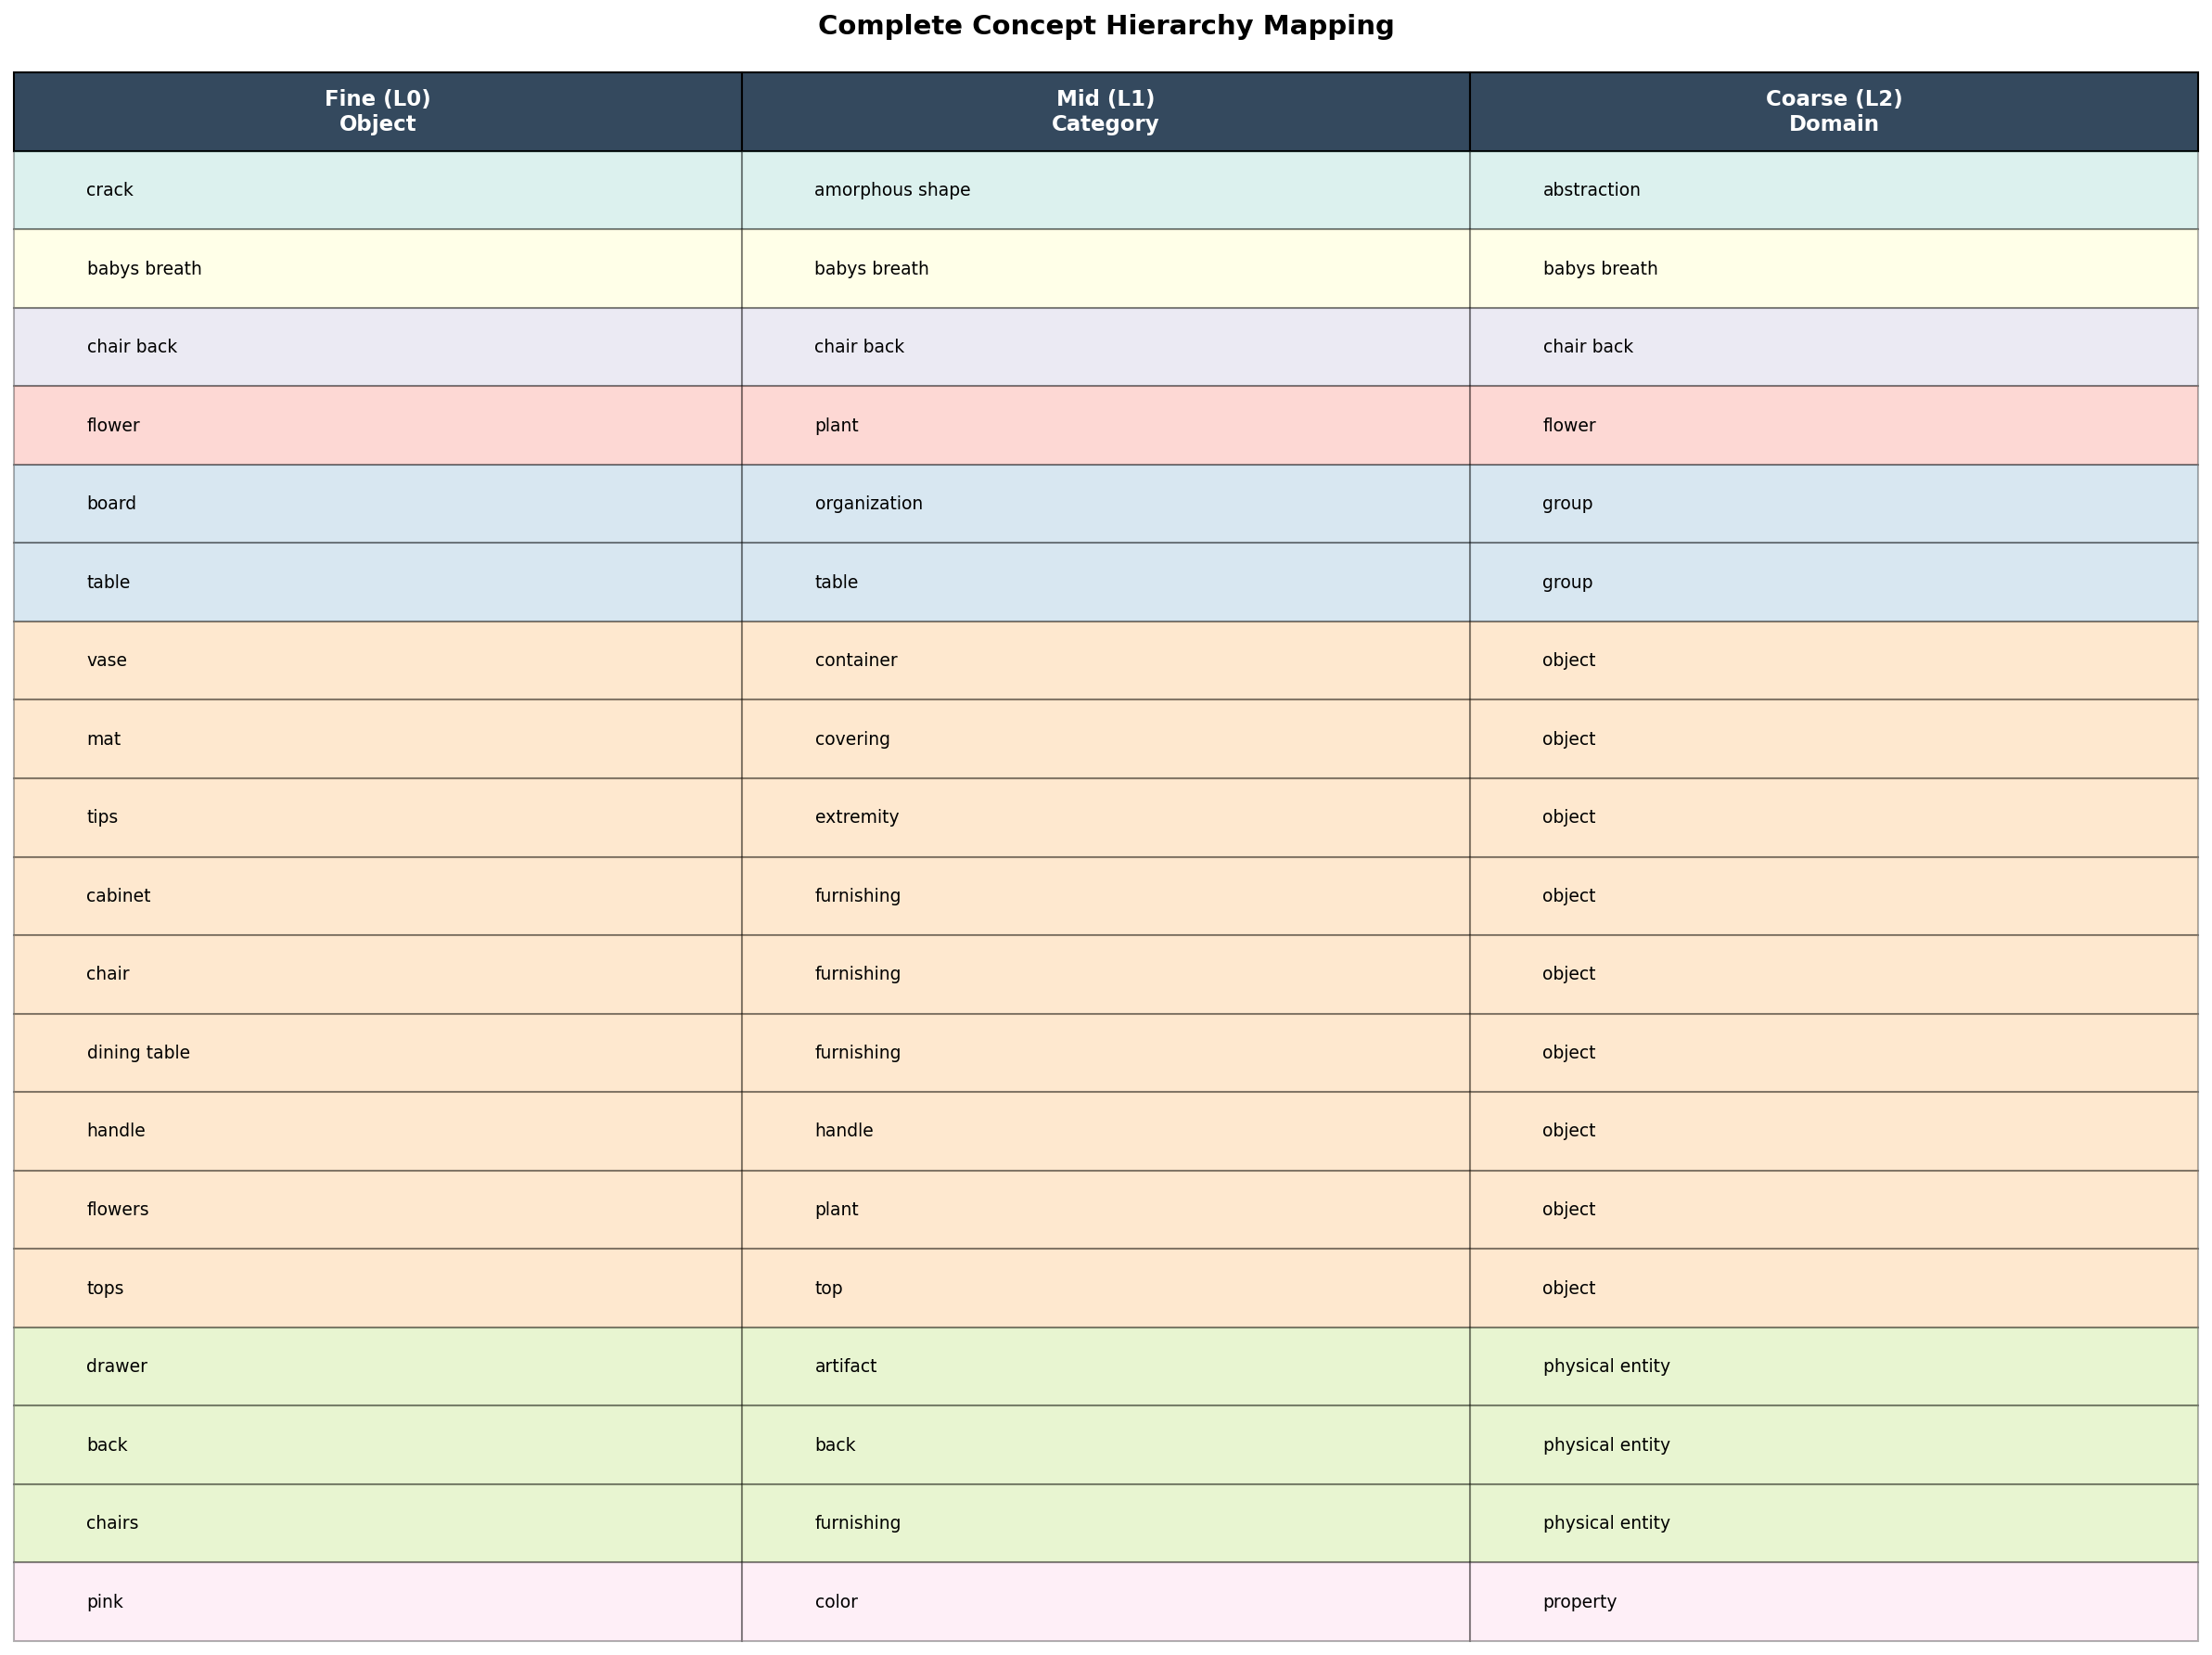 Complete Concept Hierarchy Mapping
Fine (L0) Mid (L1) Coarse (L2)
Object Category Domain
crack amorphous shape abstraction
babys breath babys breath babys breath
chair back chair back chair back
flower plant flower
board organization group
table table group
vase container object
mat covering object
tips extremity object
cabinet furnishing object
chair furnishing object
dining table furnishing object
handle handle object
flowers plant object
tops top object
drawer artifact physical entity
back back physical entity
chairs furnishing physical entity
pink color property